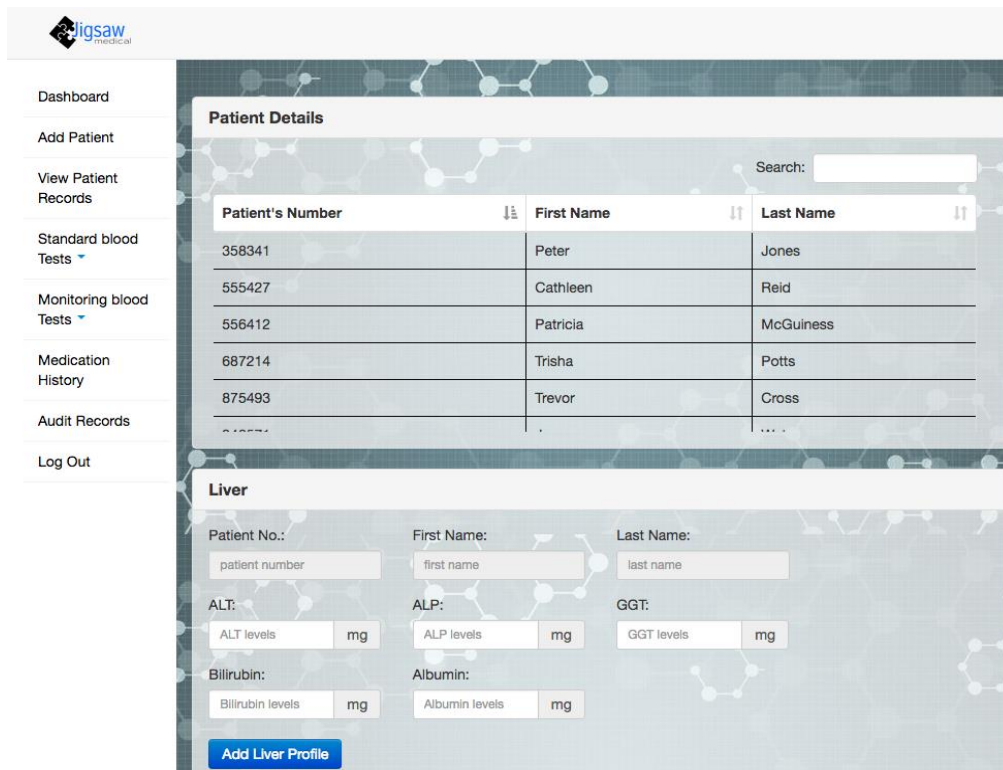 Jigsaw
medical
Dashboard
Add Patient
View Patient
Records
Standard blood
Tests
Monitoring blood
Tests
Medication
History
Audit Records
Log Out
Patient Details
Search:
Patient's Number First Name Last Name
358341 Peter Jones
555427 Cathleen Reid
556412 Patricia McGuiness
687214 Trisha Potts
875493 Trevor Cross
Liver
Patient No.: First Name: Last Name:
patient number first name last name
ALT: ALP: GGT:
ALT levels mg ALP levels mg GGT levels mg
Bilirubin: Albumin:
Bilirubin levels mg Albumin levels mg
Add Liver Profile